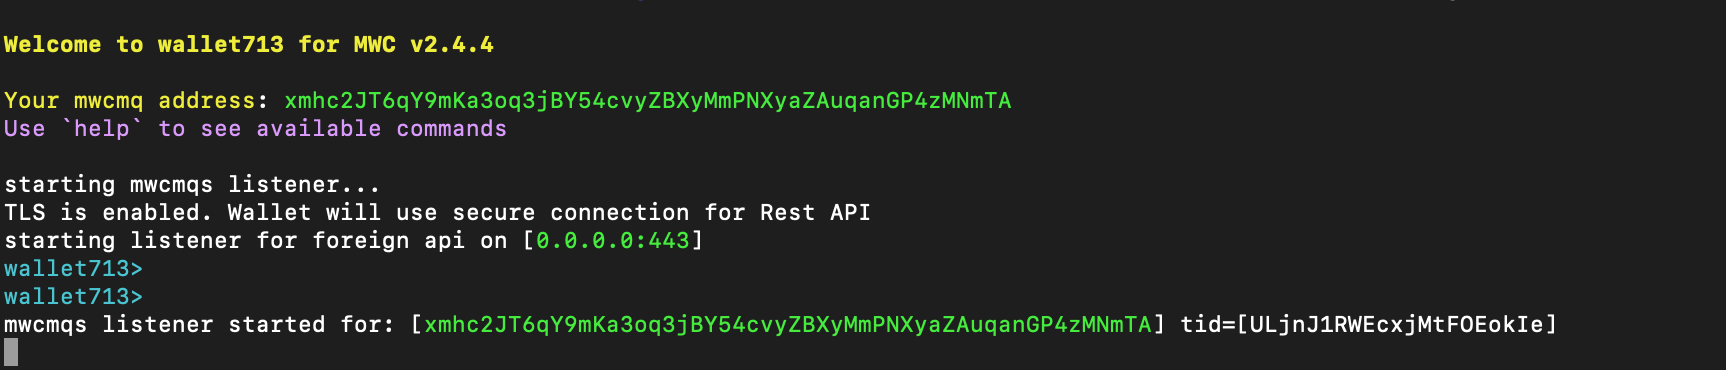 Welcome to wallet713 for MWC v2.4.4
Your mwcmq address: xmhc2JT6qY9mKa3oq3jBY54cvyZBXyMmPNXyaZAuqanGP4zMNmTA
Use `help` to see available commands
starting mwcmqs listener...
TLS is enabled. Wallet will use secure connection for Rest API
starting listener for foreign api on [0.0.0.0:443]
wallet713>
wallet713>
mwcmqs listener started for: [xmhc2JT6qY9mKa3oq3jBY54cvyZBXyMmPNXyaZAuqanGP4zMNmTA] tid=[ULjnJ1RWEcxjMtFOEokIe]